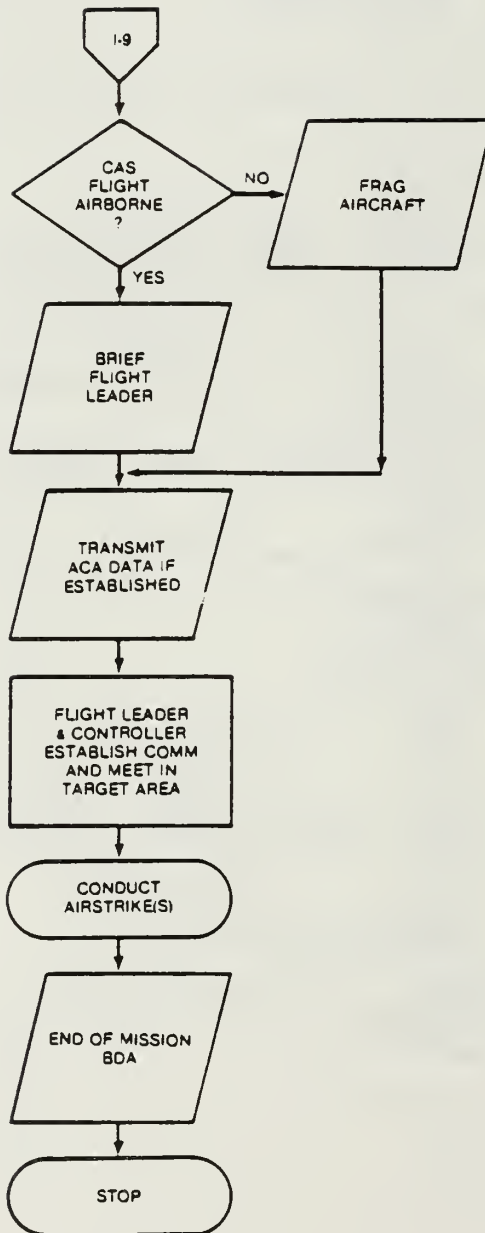 I-9
CAS
FLIGHT
AIRBORNE
?
NO
FRAG
AIRCRAFT
YES
BRIEF
FLIGHT
LEADER
TRANSMIT
ACA DATA IF
ESTABLISHED
FLIGHT LEADER
& CONTROLLER
ESTABLISH COMM
AND MEET IN
TARGET AREA
CONDUCT
AIRSTRIKE(S)
END OF MISSION
BDA
STOP